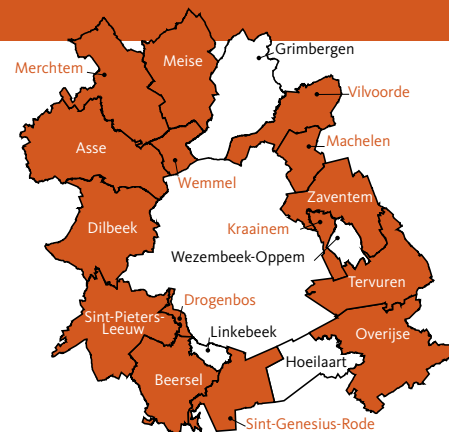 Grimbergen
Meise
Merchtem
Vilvoorde
Machelen
Asse
Wemmel
Zaventem
Dilbeek
Kraainem
Wezembeek-Oppem
Tervuren
Drogenbos
Sint-Pieters-
Leeuw
Linkebeek
Overijse
Hoeilaart
Beersel
Sint-Genesius-Rode